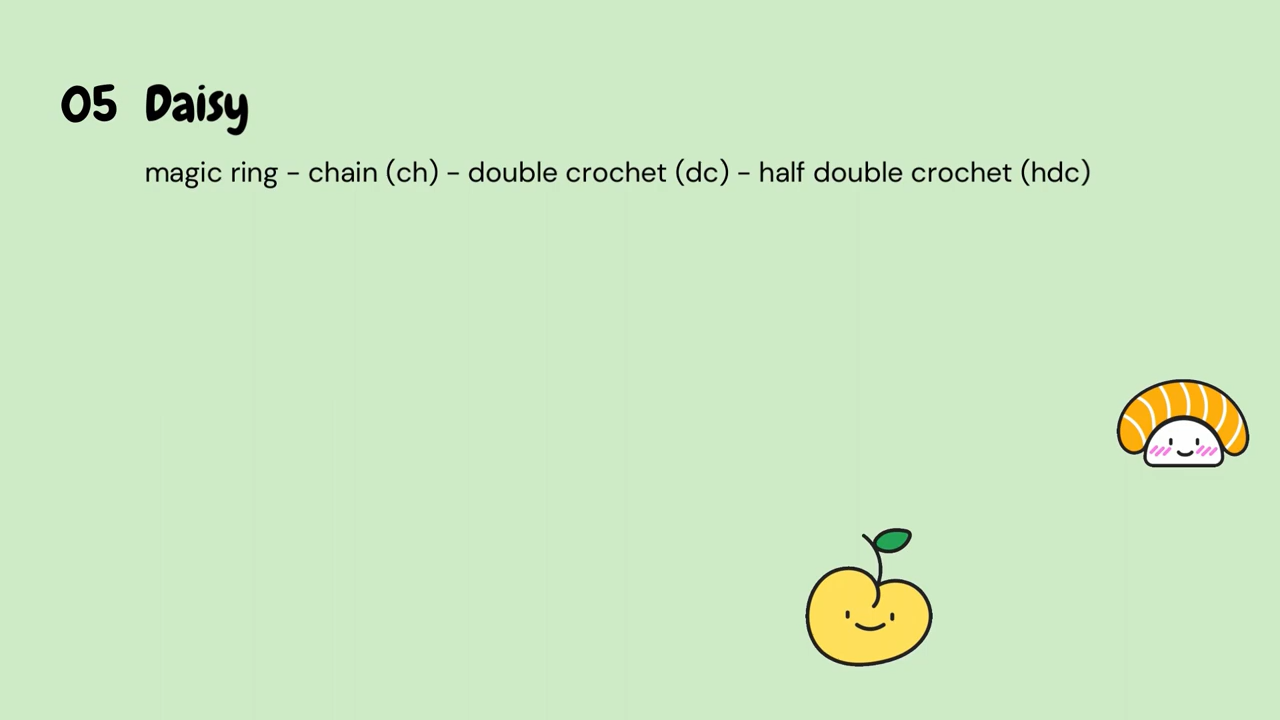 05 Daisy
magic ring - chain (ch) - double crochet (dc) - half double crochet (hdc)